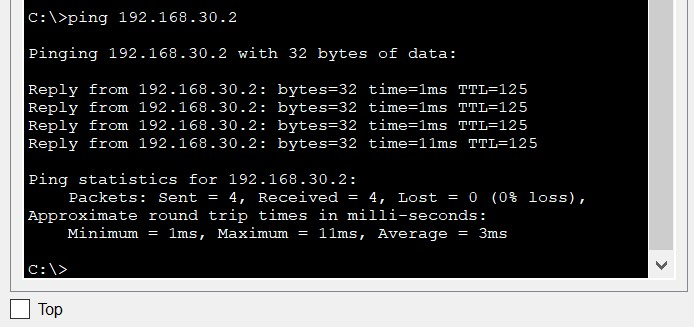 C:\>ping 192.168.30.2
Pinging 192.168.30.2 with 32 bytes of data:
Reply from 192.168.30.2: bytes=32 time=1ms TTL=125
Reply from 192.168.30.2: bytes=32 time=1ms TTL=125
Reply from 192.168.30.2: bytes=32 time=1ms TTL=125
Reply from 192.168.30.2: bytes=32 time=11ms TTL=125
Ping statistics for 192.168.30.2:
    Packets: Sent = 4, Received = 4, Lost = 0 (0% loss),
Approximate round trip times in milli-seconds:
    Minimum = 1ms, Maximum = 11ms, Average = 3ms
C:\>
Top